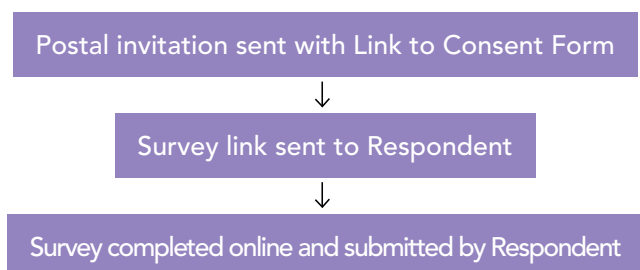 Postal invitation sent with Link to Consent Form
Survey link sent to Respondent
Survey completed online and submitted by Respondent